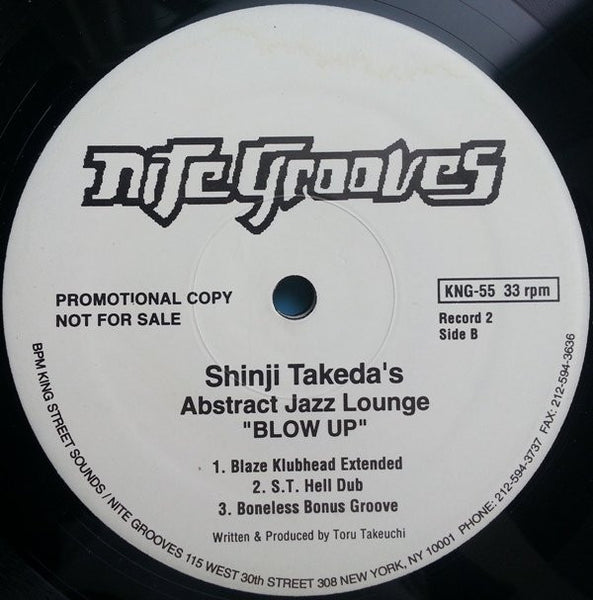 NiTeGrooves
PROMOTIONAL COPY
NOT FOR SALE
KNG-55 33 rpm
Record 2
Side B
Shinji Takeda's
Abstract Jazz Lounge
"BLOW UP"
1. Blaze Klubhead Extended
2. S.T. Hell Dub
3. Boneless Bonus Groove
Written & Produced by Toru Takeuchi
BPM KING STREET SOUNDS / NITE GROOVES 115 WEST 30th STREET 308 NEW YORK, NY 10001 PHONE: 212-594-3737 FAX: 212-594-3636